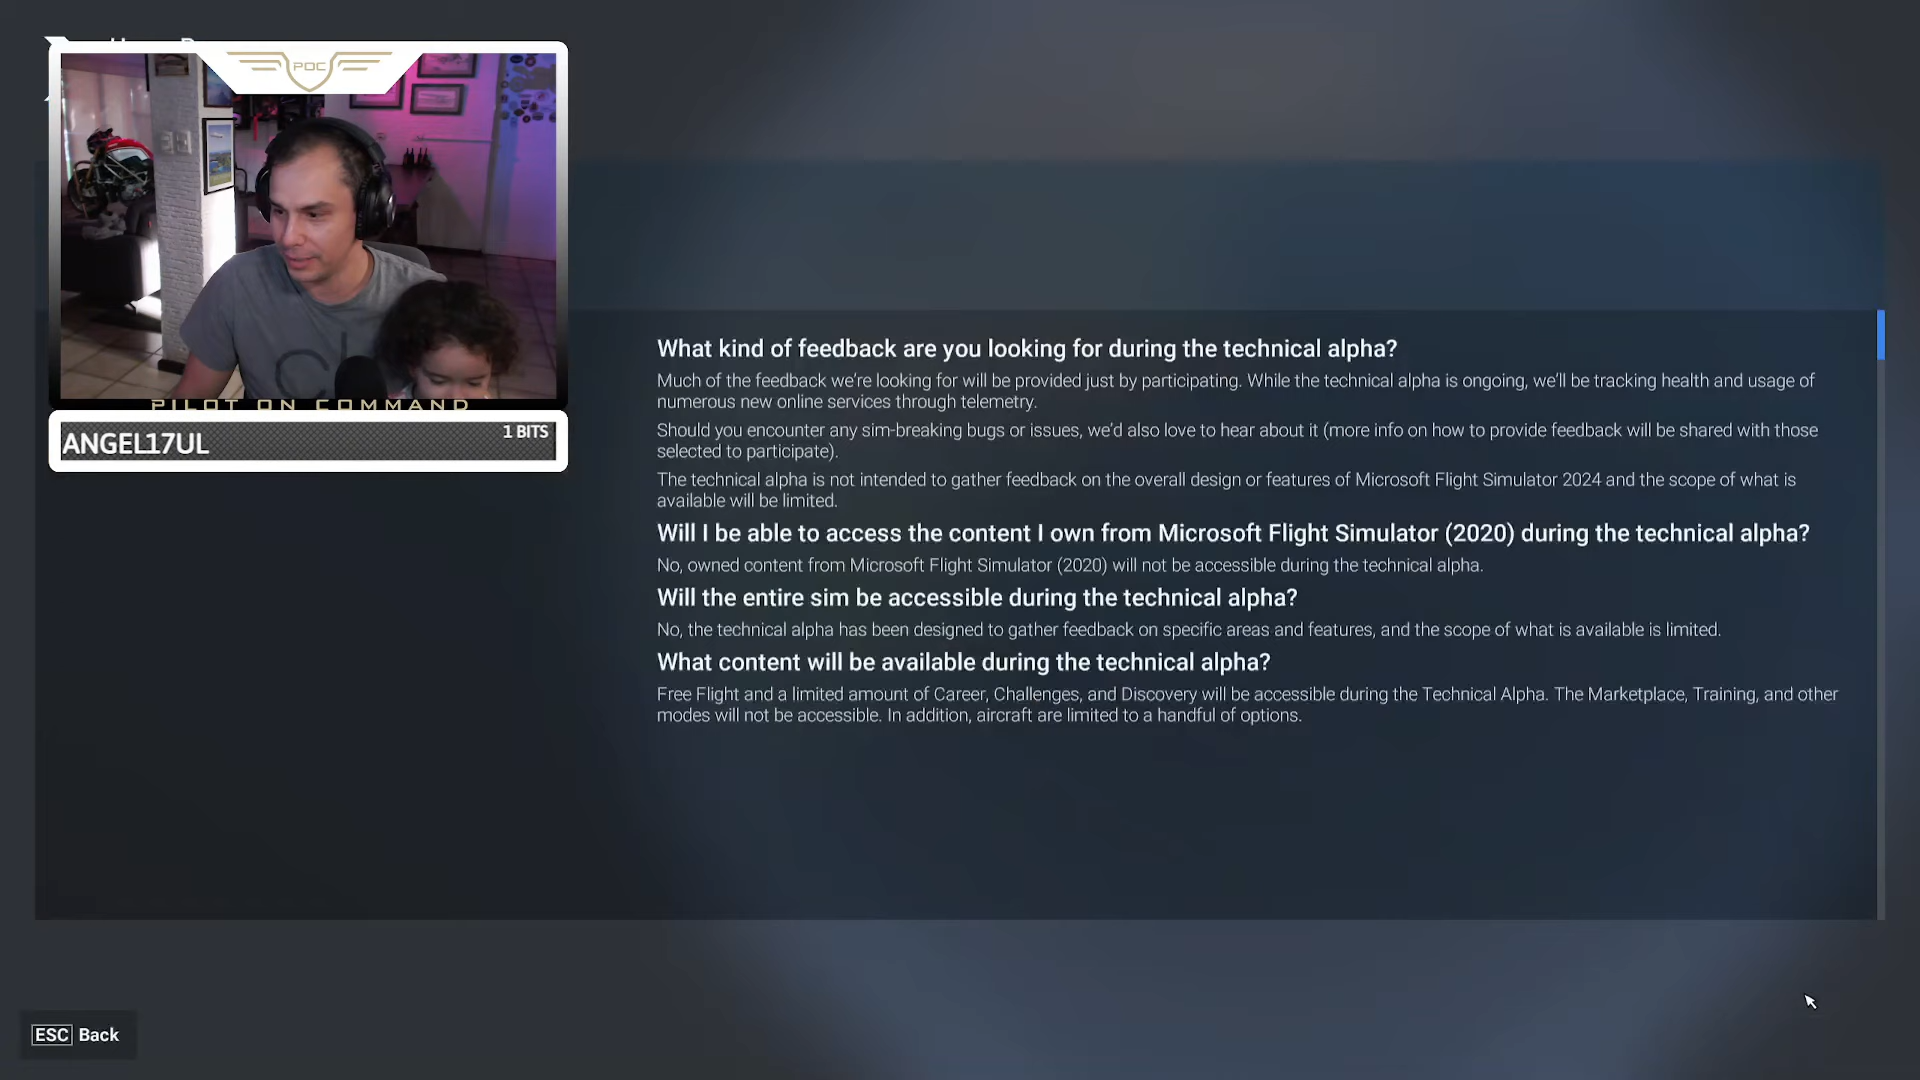 POC
PILOT ON COMMAND
ANGEL17UL
1 BITS
What kind of feedback are you looking for during the technical alpha?
Much of the feedback we're looking for will be provided just by participating. While the technical alpha is ongoing, we'll be tracking health and usage of
numerous new online services through telemetry.
Should you encounter any sim-breaking bugs or issues, we'd also love to hear about it (more info on how to provide feedback will be shared with those
selected to participate).
The technical alpha is not intended to gather feedback on the overall design or features of Microsoft Flight Simulator 2024 and the scope of what is
available will be limited.
Will I be able to access the content I own from Microsoft Flight Simulator (2020) during the technical alpha?
No, owned content from Microsoft Flight Simulator (2020) will not be accessible during the technical alpha.
Will the entire sim be accessible during the technical alpha?
No, the technical alpha has been designed to gather feedback on specific areas and features, and the scope of what is available is limited.
What content will be available during the technical alpha?
Free Flight and a limited amount of Career, Challenges, and Discovery will be accessible during the Technical Alpha. The Marketplace, Training, and other
modes will not be accessible. In addition, aircraft are limited to a handful of options.
ESC Back